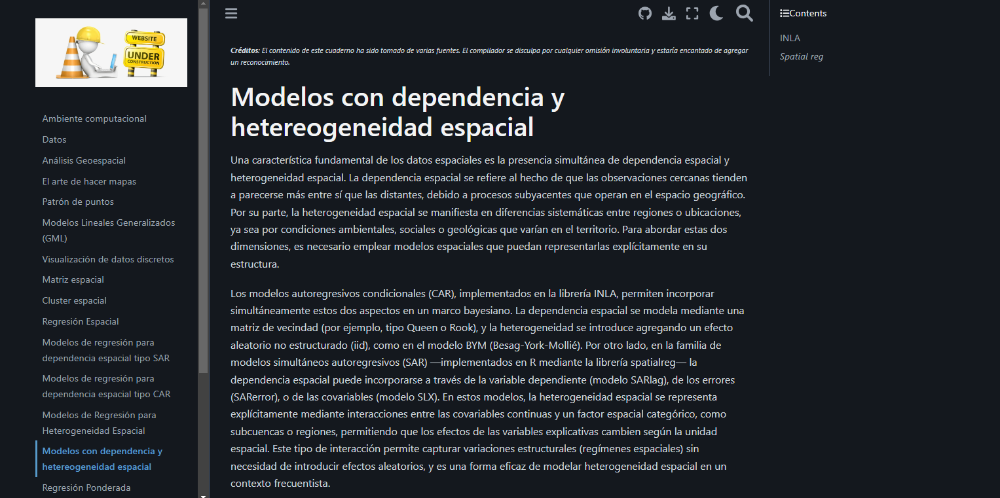 WEBSITE
UNDER
CONSTRUCTION
Ambiente computacional
Datos
Análisis Geoespacial
El arte de hacer mapas
Patrón de puntos
Modelos Lineales Generalizados
(GML)
Visualización de datos discretos
Matriz espacial
Cluster espacial
Regresión Espacial
Modelos de regresión para
dependencia espacial tipo SAR
Modelos de regresión para
dependencia espacial tipo CAR
Modelos de Regresión para
Heterogeneidad Espacial
Modelos con dependencia y
hetereogeneidad espacial
Regresión Ponderada
Créditos: El contenido de este cuaderno ha sido tomado de varias fuentes. El compilador se disculpa por cualquier omisión involuntaria y estaría encantado de agregar
un reconocimiento.
Modelos con dependencia y
hetereogeneidad espacial
Una característica fundamental de los datos espaciales es la presencia simultánea de dependencia espacial y
heterogeneidad espacial. La dependencia espacial se refiere al hecho de que las observaciones cercanas tienden
a parecerse más entre sí que las distantes, debido a procesos subyacentes que operan en el espacio geográfico.
Por su parte, la heterogeneidad espacial se manifiesta en diferencias sistemáticas entre regiones o ubicaciones,
ya sea por condiciones ambientales, sociales o geológicas que varían en el territorio. Para abordar estas dos
dimensiones, es necesario emplear modelos espaciales que puedan representarlas explícitamente en su
estructura.
Los modelos autoregresivos condicionales (CAR), implementados en la librería INLA, permiten incorporar
simultáneamente estos dos aspectos en un marco bayesiano. La dependencia espacial se modela mediante una
matriz de vecindad (por ejemplo, tipo Queen o Rook), y la heterogeneidad se introduce agregando un efecto
aleatorio no estructurado (iid), como en el modelo BYM (Besag-York-Mollié). Por otro lado, en la familia de
modelos simultáneos autoregresivos (SAR) —implementados en R mediante la librería spatialreg— la
dependencia espacial puede incorporarse a través de la variable dependiente (modelo SARlag), de los errores
(SARerror), o de las covariables (modelo SLX). En estos modelos, la heterogeneidad espacial se representa
explícitamente mediante interacciones entre las covariables continuas y un factor espacial categórico, como
subcuencas o regiones, permitiendo que los efectos de las variables explicativas cambien según la unidad
espacial. Este tipo de interacción permite capturar variaciones estructurales (regímenes espaciales) sin
necesidad de introducir efectos aleatorios, y es una forma eficaz de modelar heterogeneidad espacial en un
contexto frecuentista.
Contents
INLA
Spatial reg